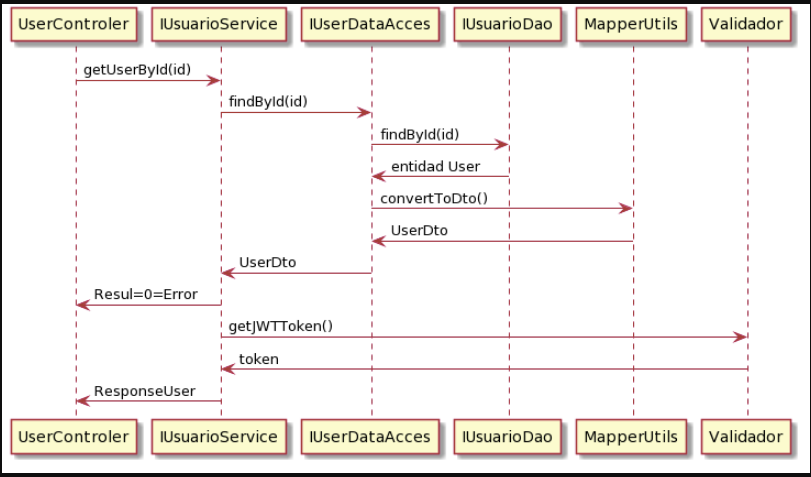 UserControler
IUsuarioService
IUserDataAcces
IUsuarioDao
MapperUtils
Validador
getUserById(id)
findById(id)
findById(id)
entidad User
convertToDto()
UserDto
UserDto
Resul=0=Error
getJWTToken()
token
ResponseUser
UserControler
IUsuarioService
IUserDataAcces
IUsuarioDao
MapperUtils
Validador